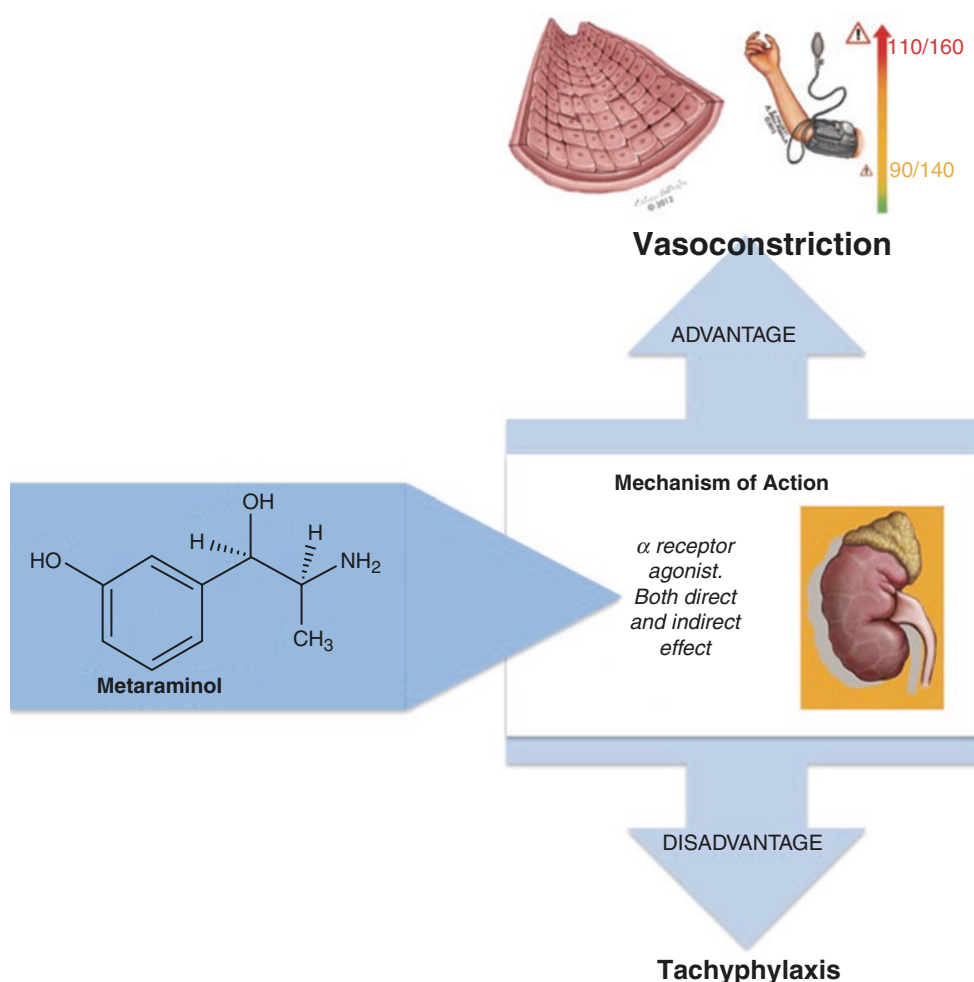 110/160
90/140
© 2012
Vasoconstriction
ADVANTAGE
Mechanism of Action
α receptor
agonist.
Both direct
and indirect
effect
OH
H
H
HO
NH2
CH3
Metaraminol
DISADVANTAGE
Tachyphylaxis